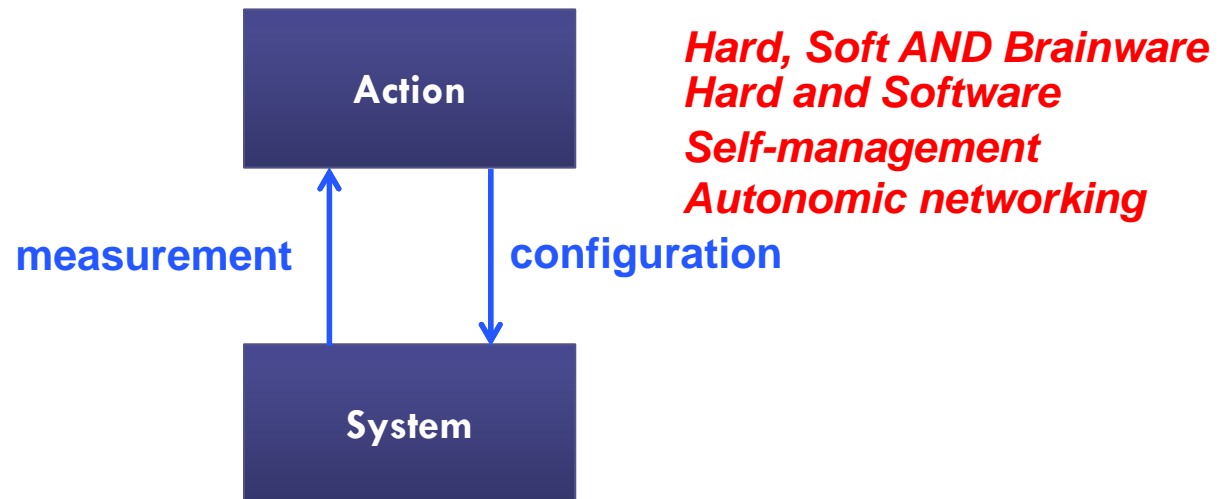 Action
Hard, Soft AND Brainware
Hard and Software
Self-management
Autonomic networking
measurement
configuration
System